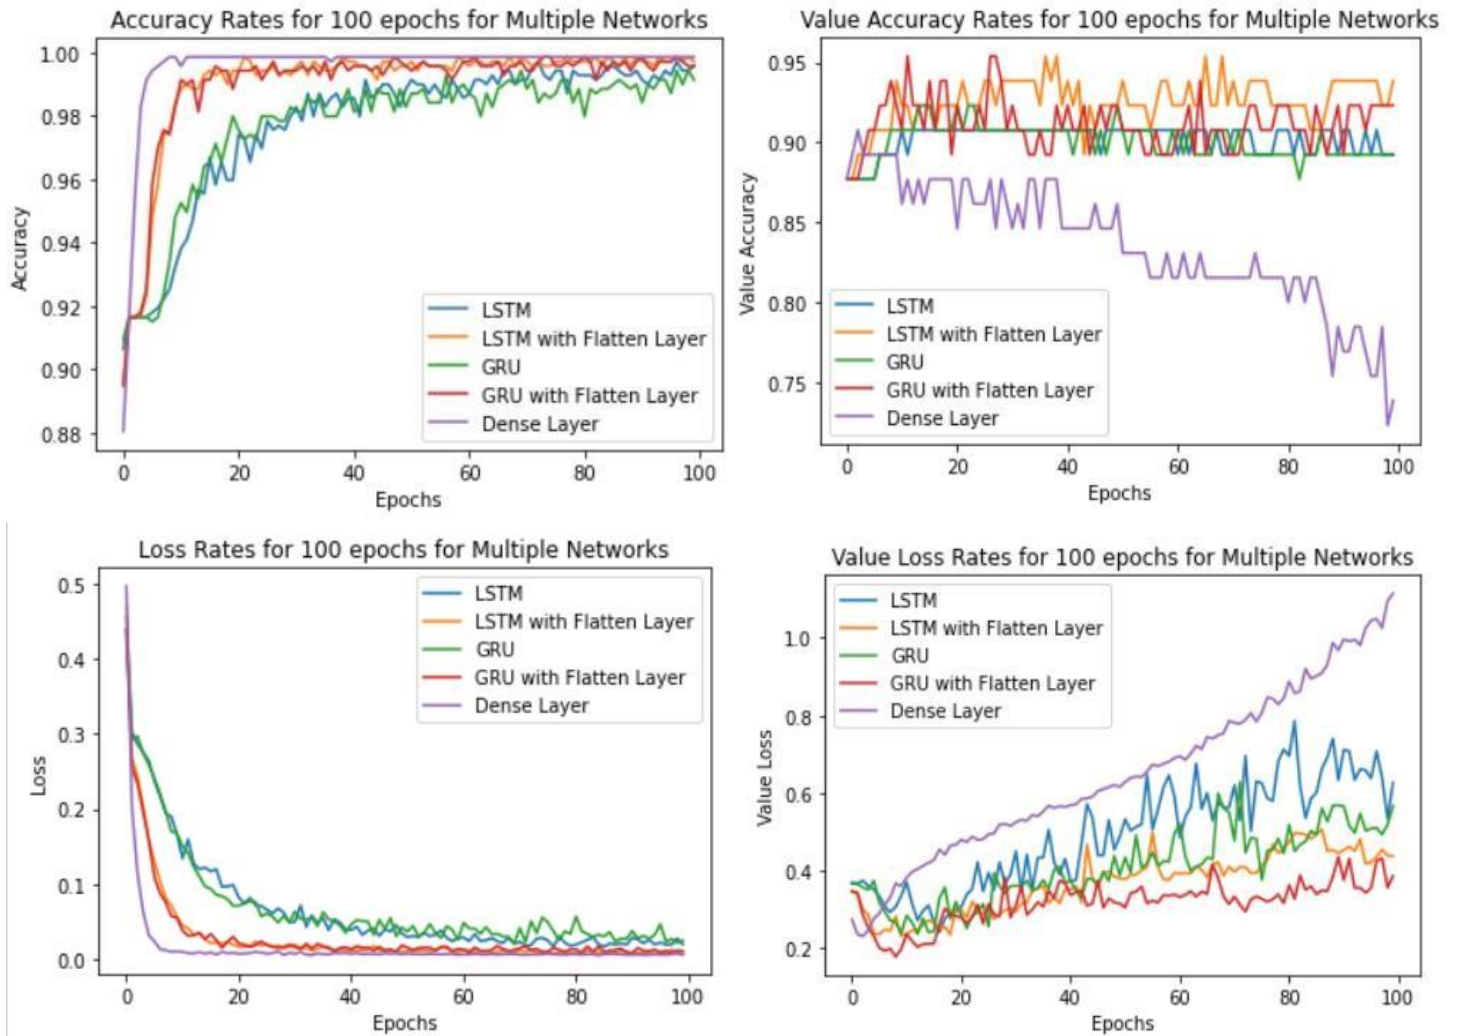 Accuracy Rates for 100 epochs for Multiple Networks
1.00
0.98
0.96
0.94
0.92
0.90
0.88
Accuracy
LSTM
LSTM with Flatten Layer
GRU
GRU with Flatten Layer
Dense Layer
0 20 40 60 80 100
Epochs
Value Accuracy Rates for 100 epochs for Multiple Networks
0.95
0.90
0.85
0.80
0.75
Value Accuracy
LSTM
LSTM with Flatten Layer
GRU
GRU with Flatten Layer
Dense Layer
0 20 40 60 80 100
Epochs
Loss Rates for 100 epochs for Multiple Networks
0.5
0.4
0.3
0.2
0.1
0.0
Loss
LSTM
LSTM with Flatten Layer
GRU
GRU with Flatten Layer
Dense Layer
0 20 40 60 80 100
Epochs
Value Loss Rates for 100 epochs for Multiple Networks
1.0
0.8
0.6
0.4
0.2
Value Loss
LSTM
LSTM with Flatten Layer
GRU
GRU with Flatten Layer
Dense Layer
0 20 40 60 80 100
Epochs